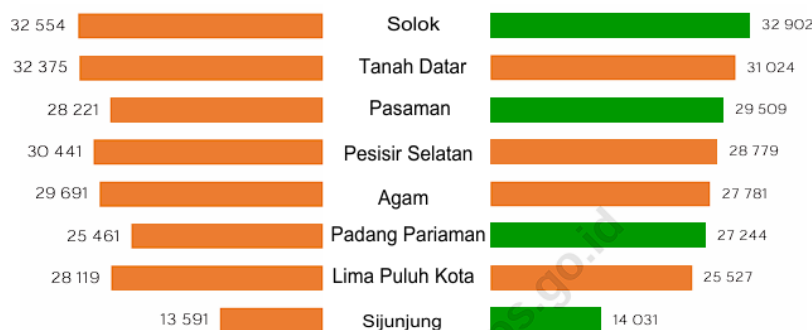 32 554 Solok 32 902
32 375 Tanah Datar 31 024
28 221 Pasaman 29 509
30 441 Pesisir Selatan 28 779
29 691 Agam 27 781
25 461 Padang Pariaman 27 244
28 119 Lima Puluh Kota 25 527
13 591 Sijunjung 14 031
s.go.id